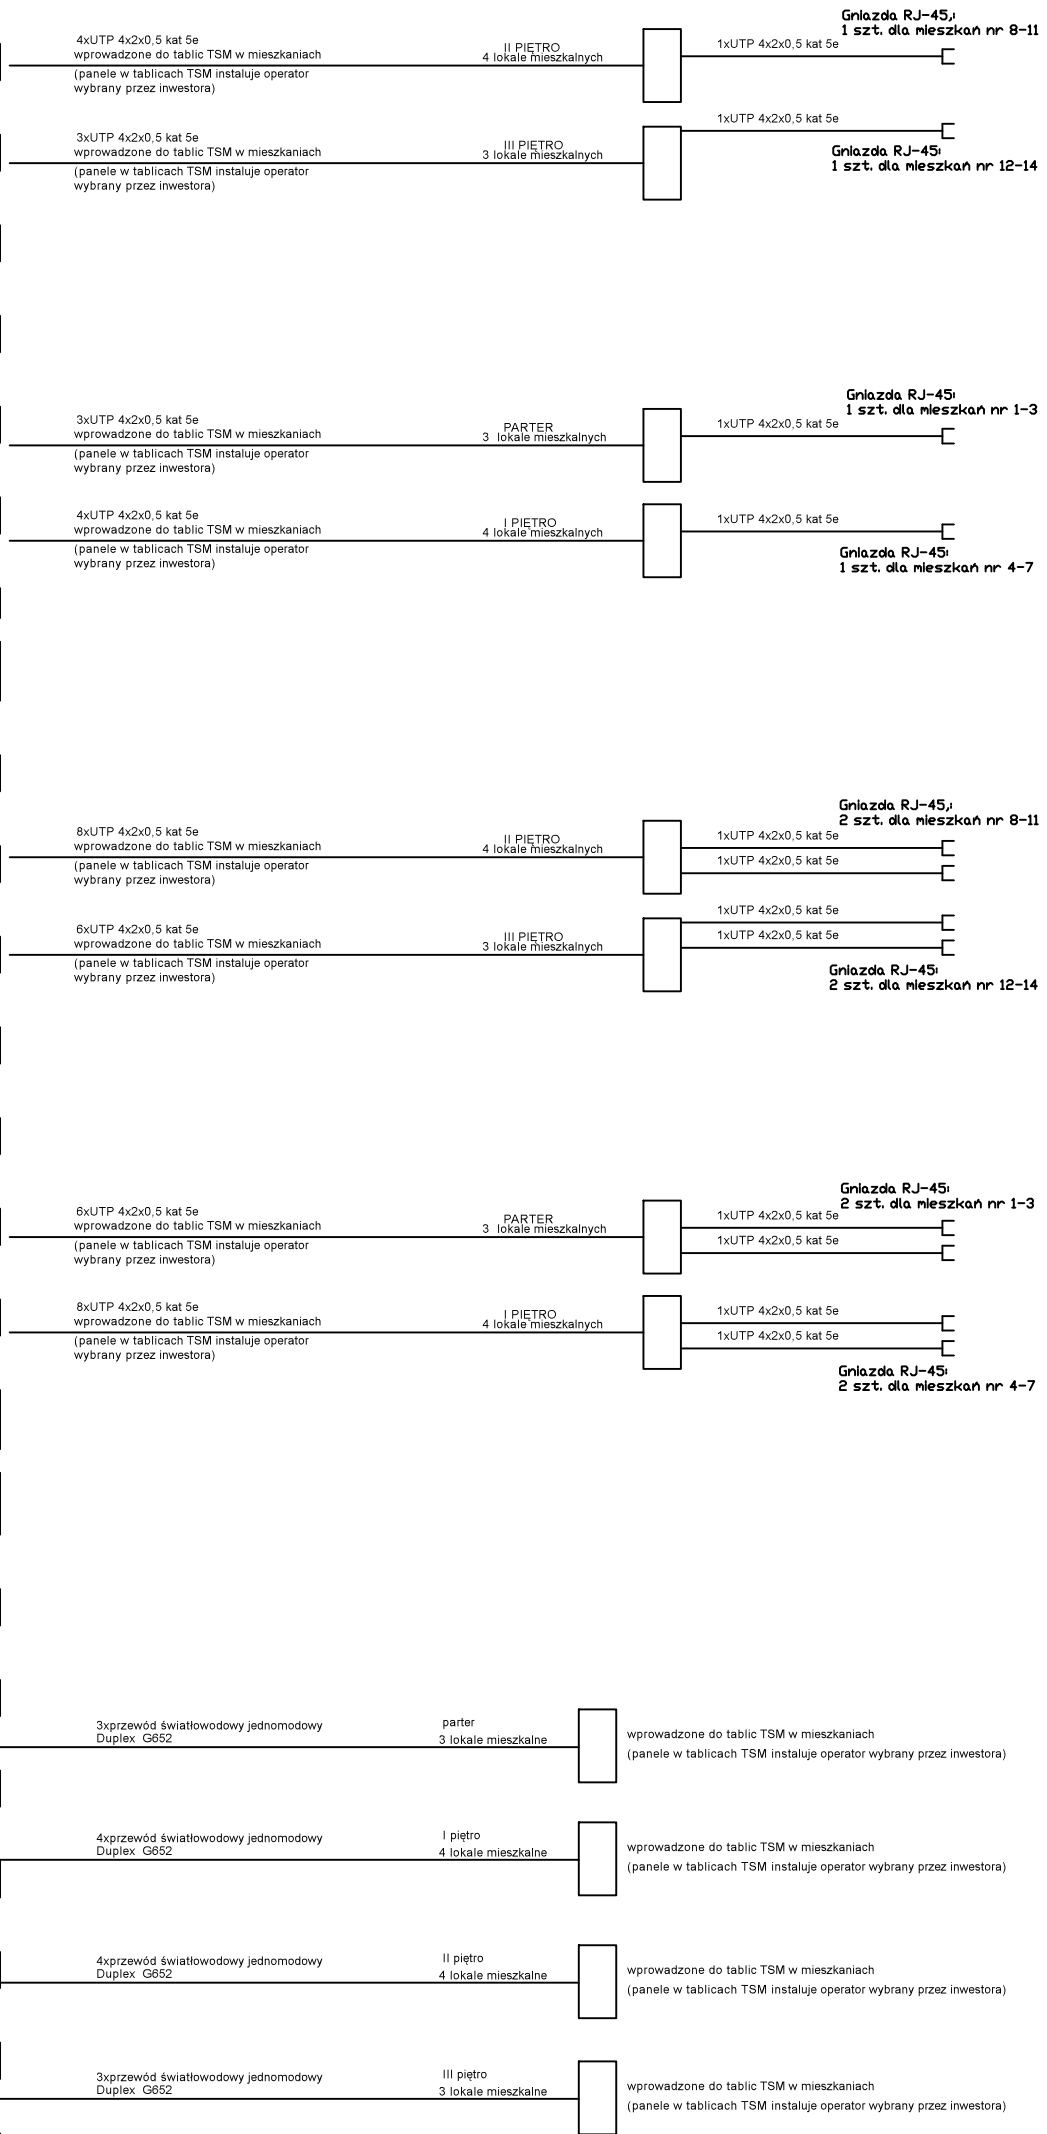 Gniazda RJ-45,:
1 szt. dla mieszkań nr 8-11
4xUTP 4x2x0,5 kat 5e
wprowadzone do tablic TSM w mieszkaniach
(panele w tablicach TSM instaluje operator
wybrany przez inwestora)
II PIĘTRO
4 lokale mieszkalnych
1xUTP 4x2x0,5 kat 5e
3xUTP 4x2x0,5 kat 5e
wprowadzone do tablic TSM w mieszkaniach
(panele w tablicach TSM instaluje operator
wybrany przez inwestora)
III PIĘTRO
3 lokale mieszkalnych
1xUTP 4x2x0,5 kat 5e
Gniazda RJ-45:
1 szt. dla mieszkań nr 12-14
Gniazda RJ-45:
1 szt. dla mieszkań nr 1-3
3xUTP 4x2x0,5 kat 5e
wprowadzone do tablic TSM w mieszkaniach
(panele w tablicach TSM instaluje operator
wybrany przez inwestora)
PARTER
3 lokale mieszkalnych
1xUTP 4x2x0,5 kat 5e
4xUTP 4x2x0,5 kat 5e
wprowadzone do tablic TSM w mieszkaniach
(panele w tablicach TSM instaluje operator
wybrany przez inwestora)
I PIĘTRO
4 lokale mieszkalnych
1xUTP 4x2x0,5 kat 5e
Gniazda RJ-45:
1 szt. dla mieszkań nr 4-7
Gniazda RJ-45,:
2 szt. dla mieszkań nr 8-11
8xUTP 4x2x0,5 kat 5e
wprowadzone do tablic TSM w mieszkaniach
(panele w tablicach TSM instaluje operator
wybrany przez inwestora)
II PIĘTRO
4 lokale mieszkalnych
1xUTP 4x2x0,5 kat 5e
1xUTP 4x2x0,5 kat 5e
6xUTP 4x2x0,5 kat 5e
wprowadzone do tablic TSM w mieszkaniach
(panele w tablicach TSM instaluje operator
wybrany przez inwestora)
III PIĘTRO
3 lokale mieszkalnych
1xUTP 4x2x0,5 kat 5e
1xUTP 4x2x0,5 kat 5e
Gniazda RJ-45:
2 szt. dla mieszkań nr 12-14
Gniazda RJ-45:
2 szt. dla mieszkań nr 1-3
6xUTP 4x2x0,5 kat 5e
wprowadzone do tablic TSM w mieszkaniach
(panele w tablicach TSM instaluje operator
wybrany przez inwestora)
PARTER
3 lokale mieszkalnych
1xUTP 4x2x0,5 kat 5e
1xUTP 4x2x0,5 kat 5e
8xUTP 4x2x0,5 kat 5e
wprowadzone do tablic TSM w mieszkaniach
(panele w tablicach TSM instaluje operator
wybrany przez inwestora)
I PIĘTRO
4 lokale mieszkalnych
1xUTP 4x2x0,5 kat 5e
1xUTP 4x2x0,5 kat 5e
Gniazda RJ-45:
2 szt. dla mieszkań nr 4-7
3xprzewód światłowodowy jednomodowy
Duplex G652
parter
3 lokale mieszkalne
wprowadzone do tablic TSM w mieszkaniach
(panele w tablicach TSM instaluje operator wybrany przez inwestora)
4xprzewód światłowodowy jednomodowy
Duplex G652
I piętro
4 lokale mieszkalne
wprowadzone do tablic TSM w mieszkaniach
(panele w tablicach TSM instaluje operator wybrany przez inwestora)
4xprzewód światłowodowy jednomodowy
Duplex G652
II piętro
4 lokale mieszkalne
wprowadzone do tablic TSM w mieszkaniach
(panele w tablicach TSM instaluje operator wybrany przez inwestora)
3xprzewód światłowodowy jednomodowy
Duplex G652
III piętro
3 lokale mieszkalne
wprowadzone do tablic TSM w mieszkaniach
(panele w tablicach TSM instaluje operator wybrany przez inwestora)